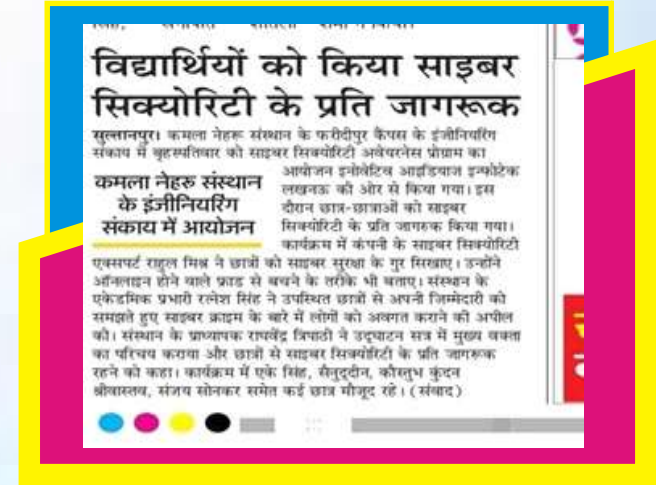 विद्यार्थियों को किया साइबर
सिक्योरिटी के प्रति जागरूक
सुल्तानपुर। कमला नेहरू संस्थान के फरीदीपुर कैंपस के इंजीनियरिंग
संकाय में बृहस्पतिवार को साइबर सिक्योरिटी अवेयरनेस प्रोग्राम का
कमला नेहरू संस्थान
के इंजीनियरिंग
संकाय में आयोजन
आयोजन इनोवेटिव आइडियाज इन्फोटेक
लखनऊ की ओर से किया गया। इस
दौरान छात्र-छात्राओं को साइबर
सिक्योरिटी के प्रति जागरुक किया गया।
कार्यक्रम में कंपनी के साइबर सिक्योरिटी
एक्सपर्ट राहुल मिश्र ने छात्रों को साइबर सुरक्षा के गुर सिखाए। उन्होंने
ऑनलाइन होने वाले फ्राड से बचने के तरीके भी बताए। संस्थान के
एकेडमिक प्रभारी रत्नेश सिंह ने उपस्थित छात्रों से अपनी जिम्मेदारी को
समझते हुए साइबर क्राइम के बारे में लोगों को अवगत कराने की अपील
की। संस्थान के प्राध्यापक राघवेंद्र त्रिपाठी ने उद्घाटन सत्र में मुख्य वक्ता
का परिचय कराया और छात्रों से साइबर सिक्योरिटी के प्रति जागरूक
रहने को कहा। कार्यक्रम में एके सिंह, सैनुद्दीन, कौस्तुभ कुंदन
श्रीवास्तव, संजय सोनकर समेत कई छात्र मौजूद रहे। (संवाद)